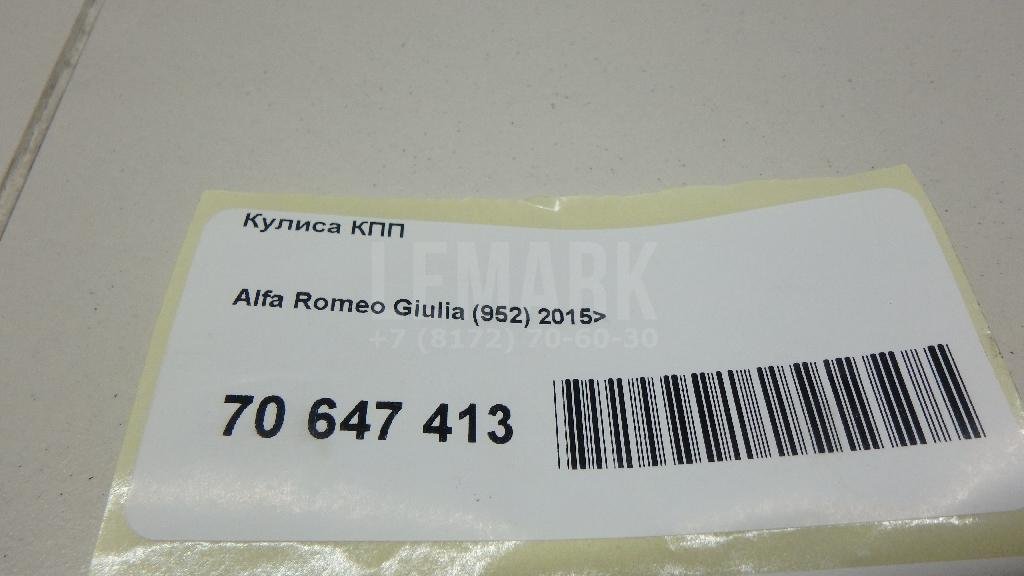 Кулиса КПП
LEMARK
Alfa Romeo Giulia (952) 2015>
+7 (8172) 70-60-30
70 647 413